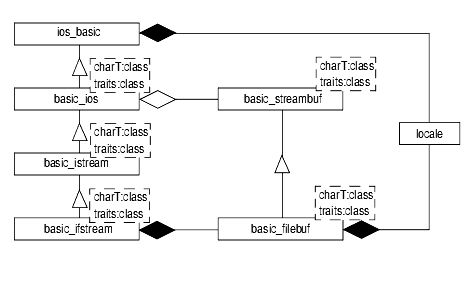 ios_basic
charT:class
traits:class
basic_ios
charT:class
traits:class
basic_streambuf
locale
charT:class
traits:class
basic_istream
charT:class
traits:class
basic_ifstream
charT:class
traits:class
basic_filebuf